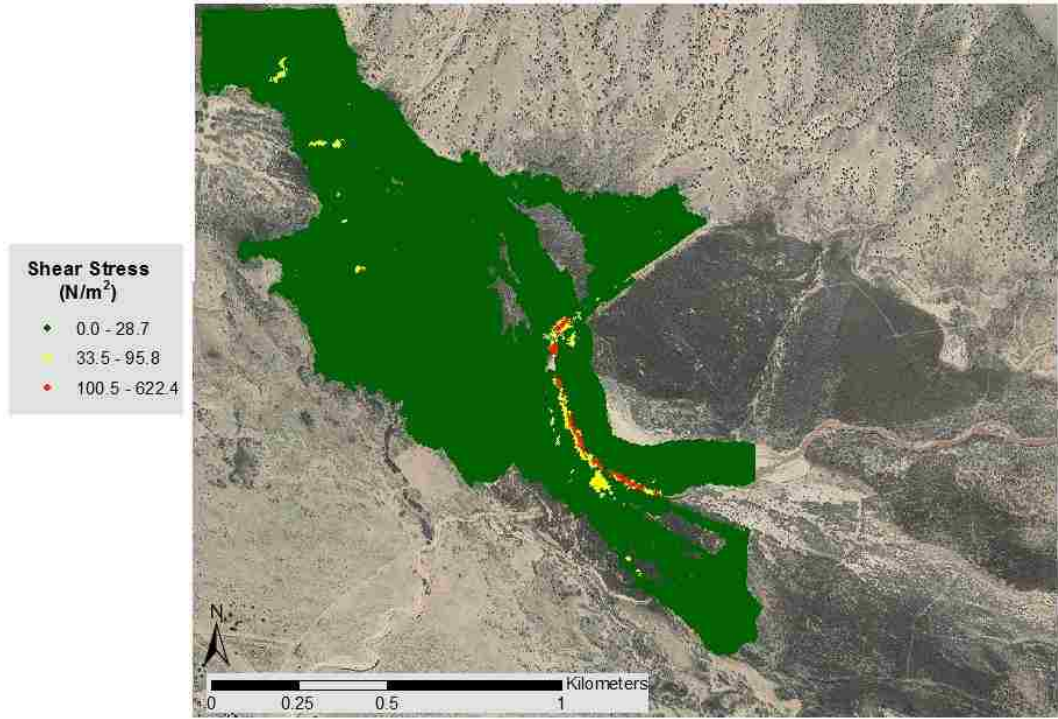 Shear Stress
(N/m²)
0.0 - 28.7
33.5 - 95.8
100.5 - 622.4
N
Kilometers
0 0.25 0.5 1